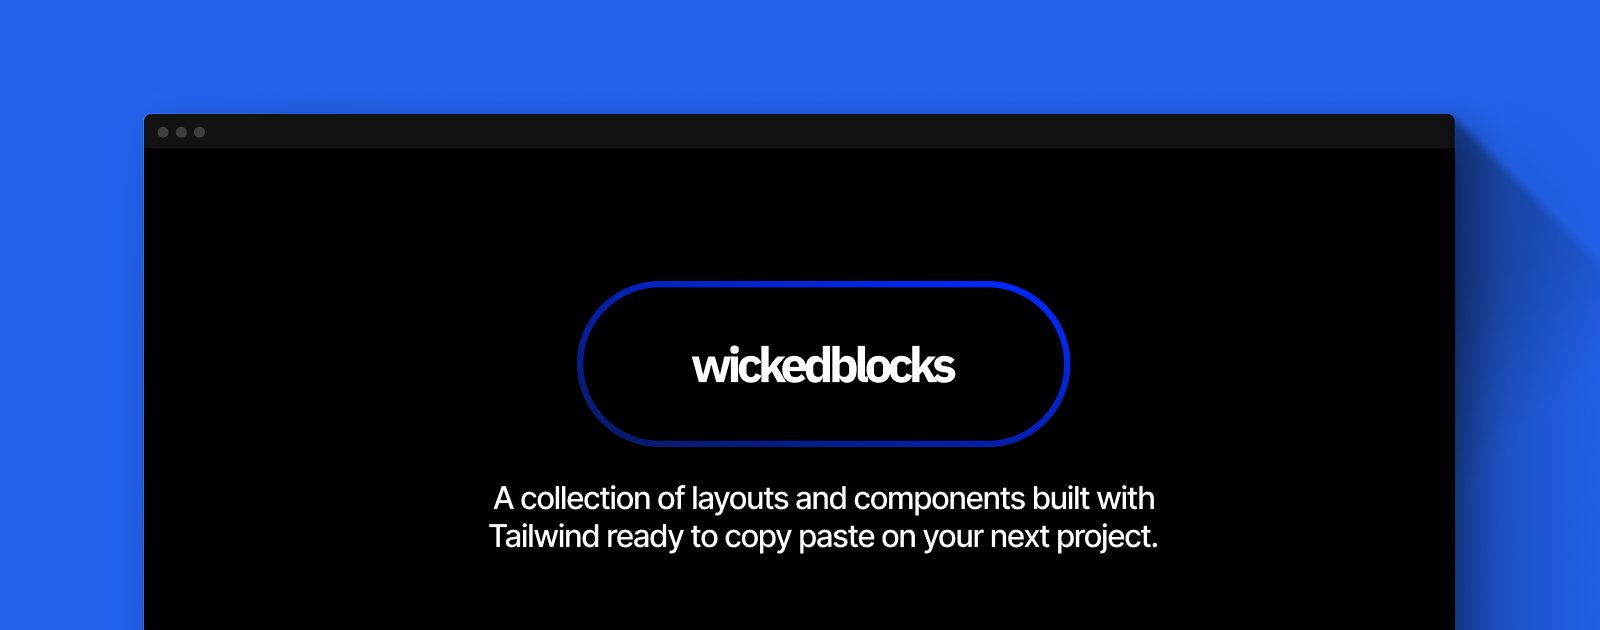 wickedblocks
A collection of layouts and components built with
Tailwind ready to copy paste on your next project.